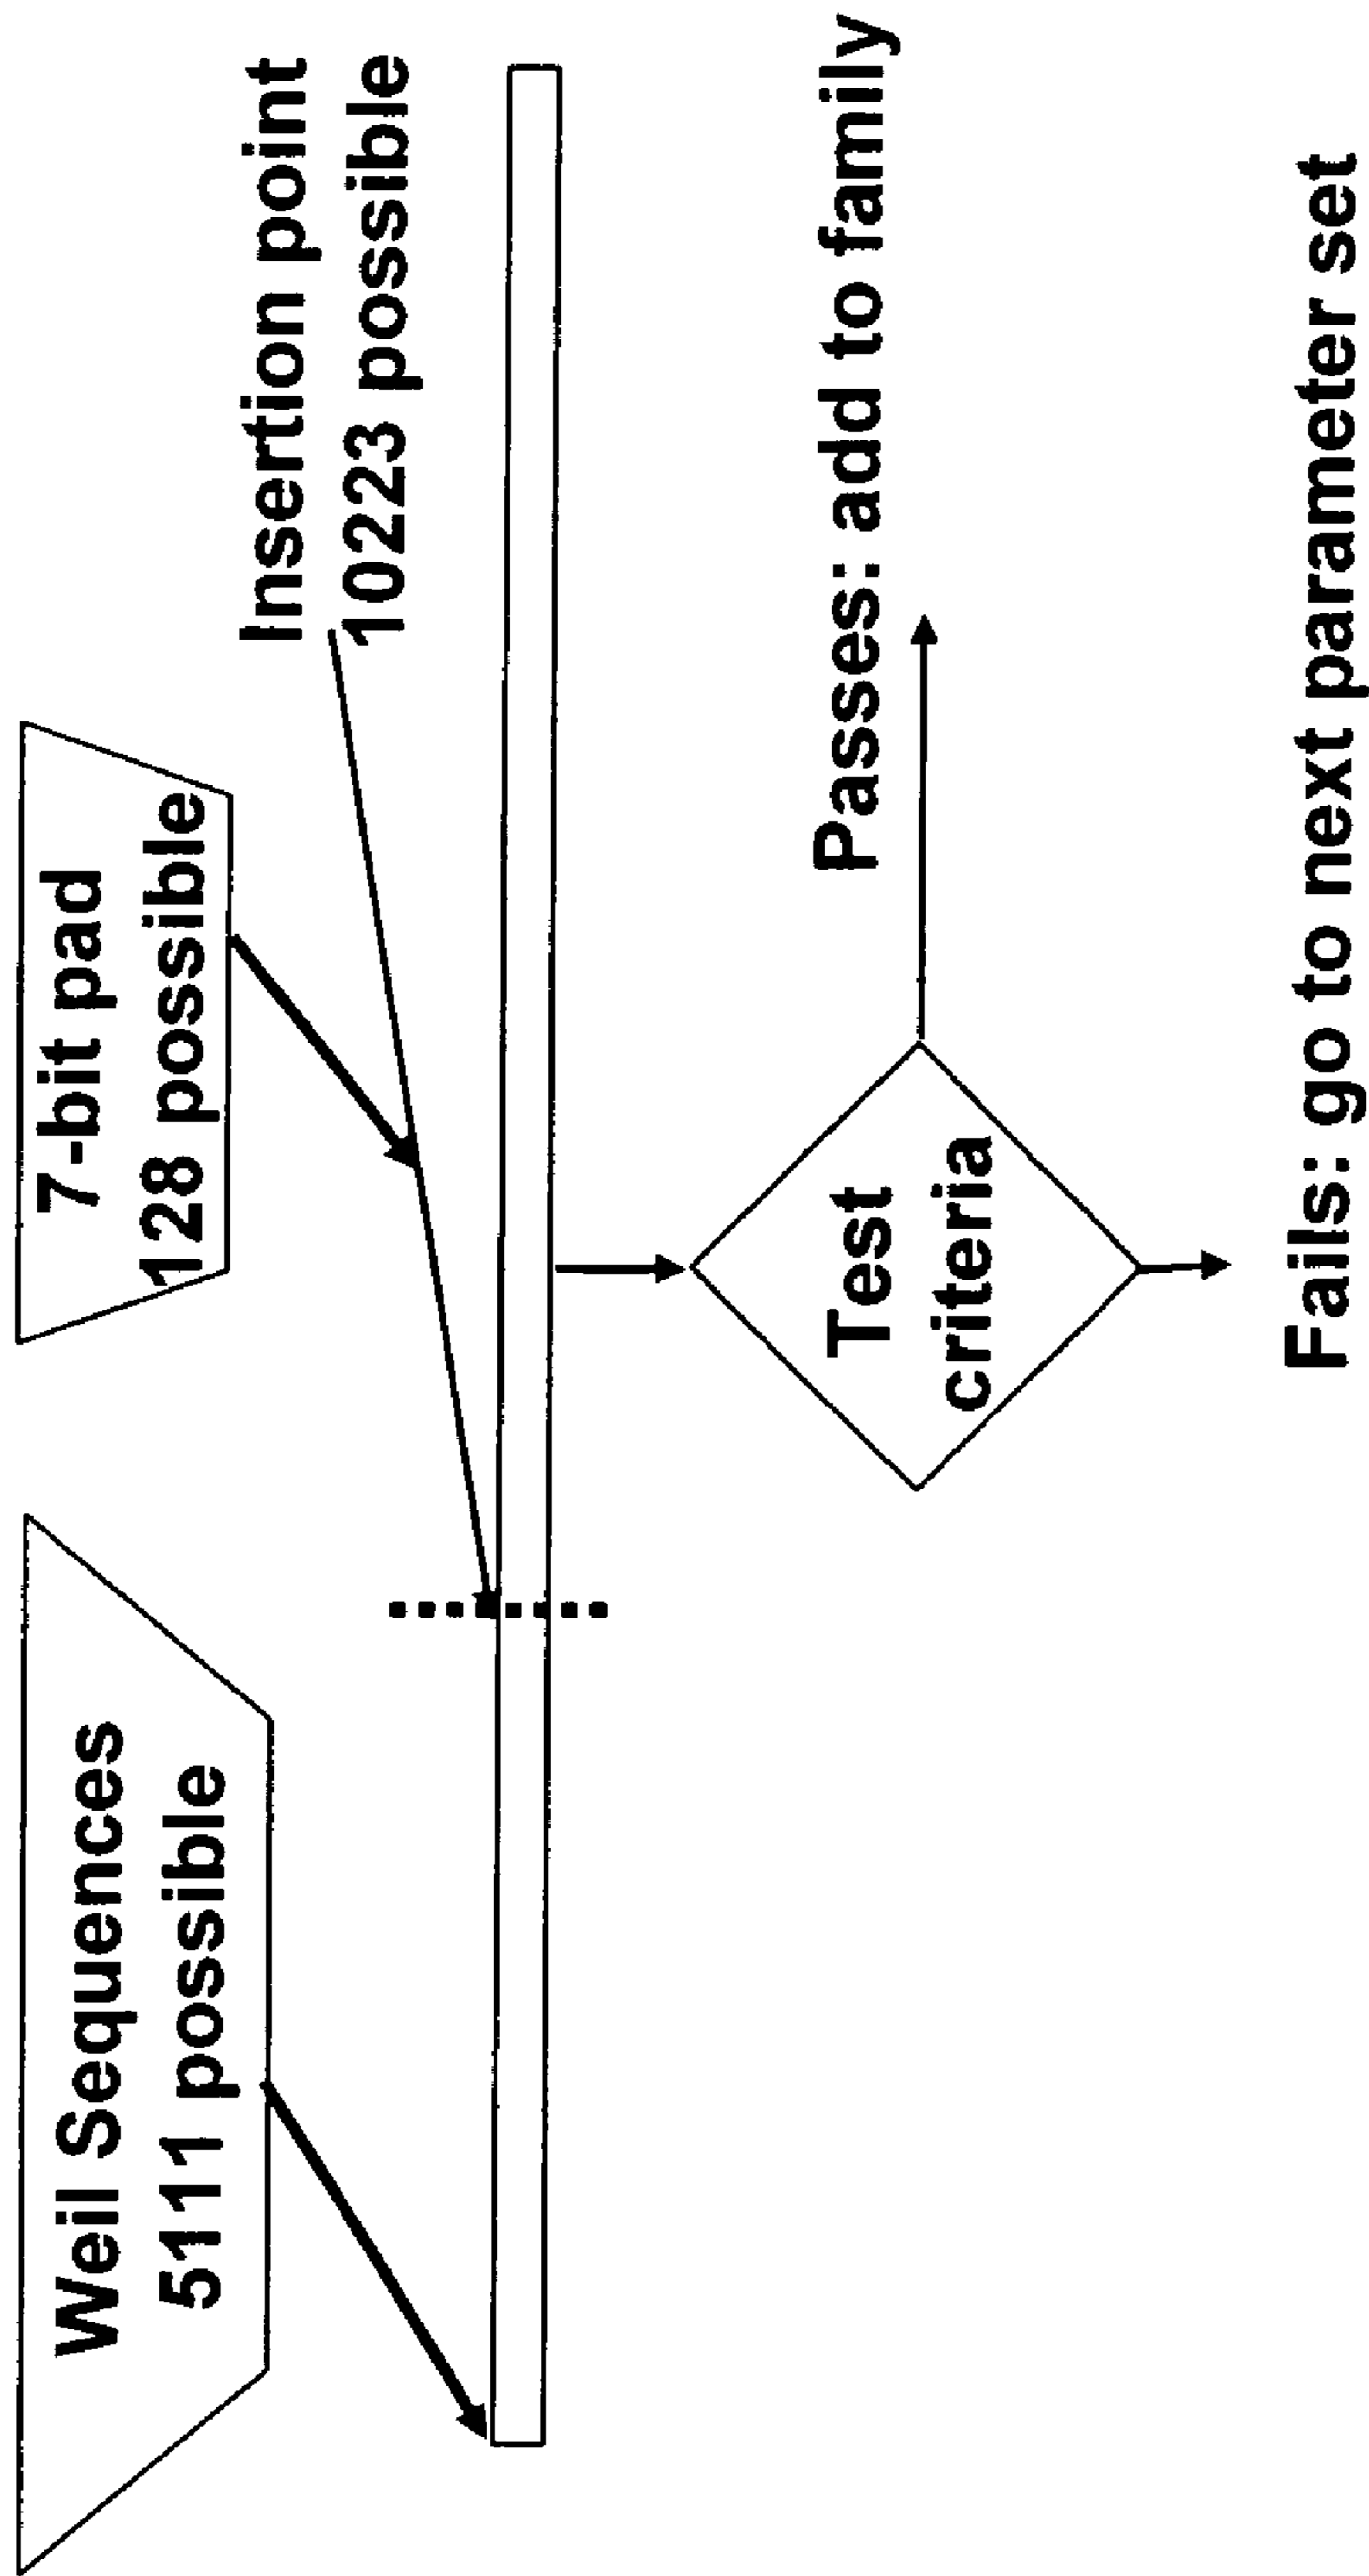 Weil Sequences
5111 possible
7-bit pad
128 possible
Insertion point
10223 possible
Test
criteria
Passes: add to family
Fails: go to next parameter set